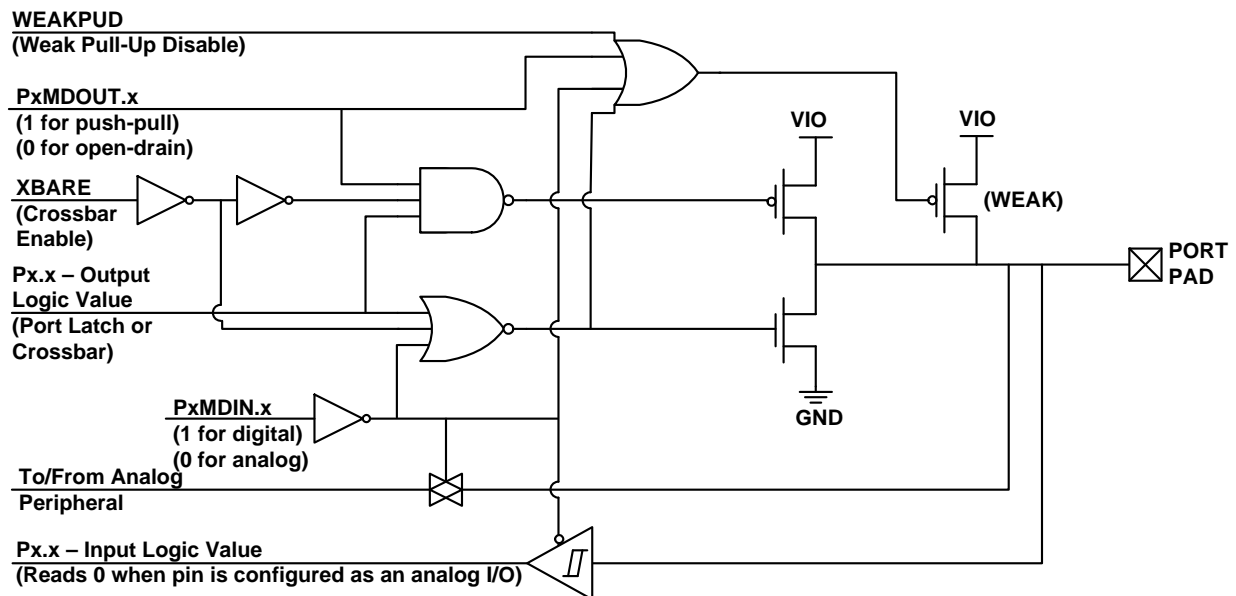 WEAKPUD
(Weak Pull-Up Disable)
PxMDOUT.x
(1 for push-pull)
(0 for open-drain)
XBARE
(Crossbar
Enable)
Px.x – Output
Logic Value
(Port Latch or
Crossbar)
PxMDIN.x
(1 for digital)
(0 for analog)
To/From Analog
Peripheral
Px.x – Input Logic Value
(Reads 0 when pin is configured as an analog I/O)
VIO
VIO
(WEAK)
PORT
PAD
GND